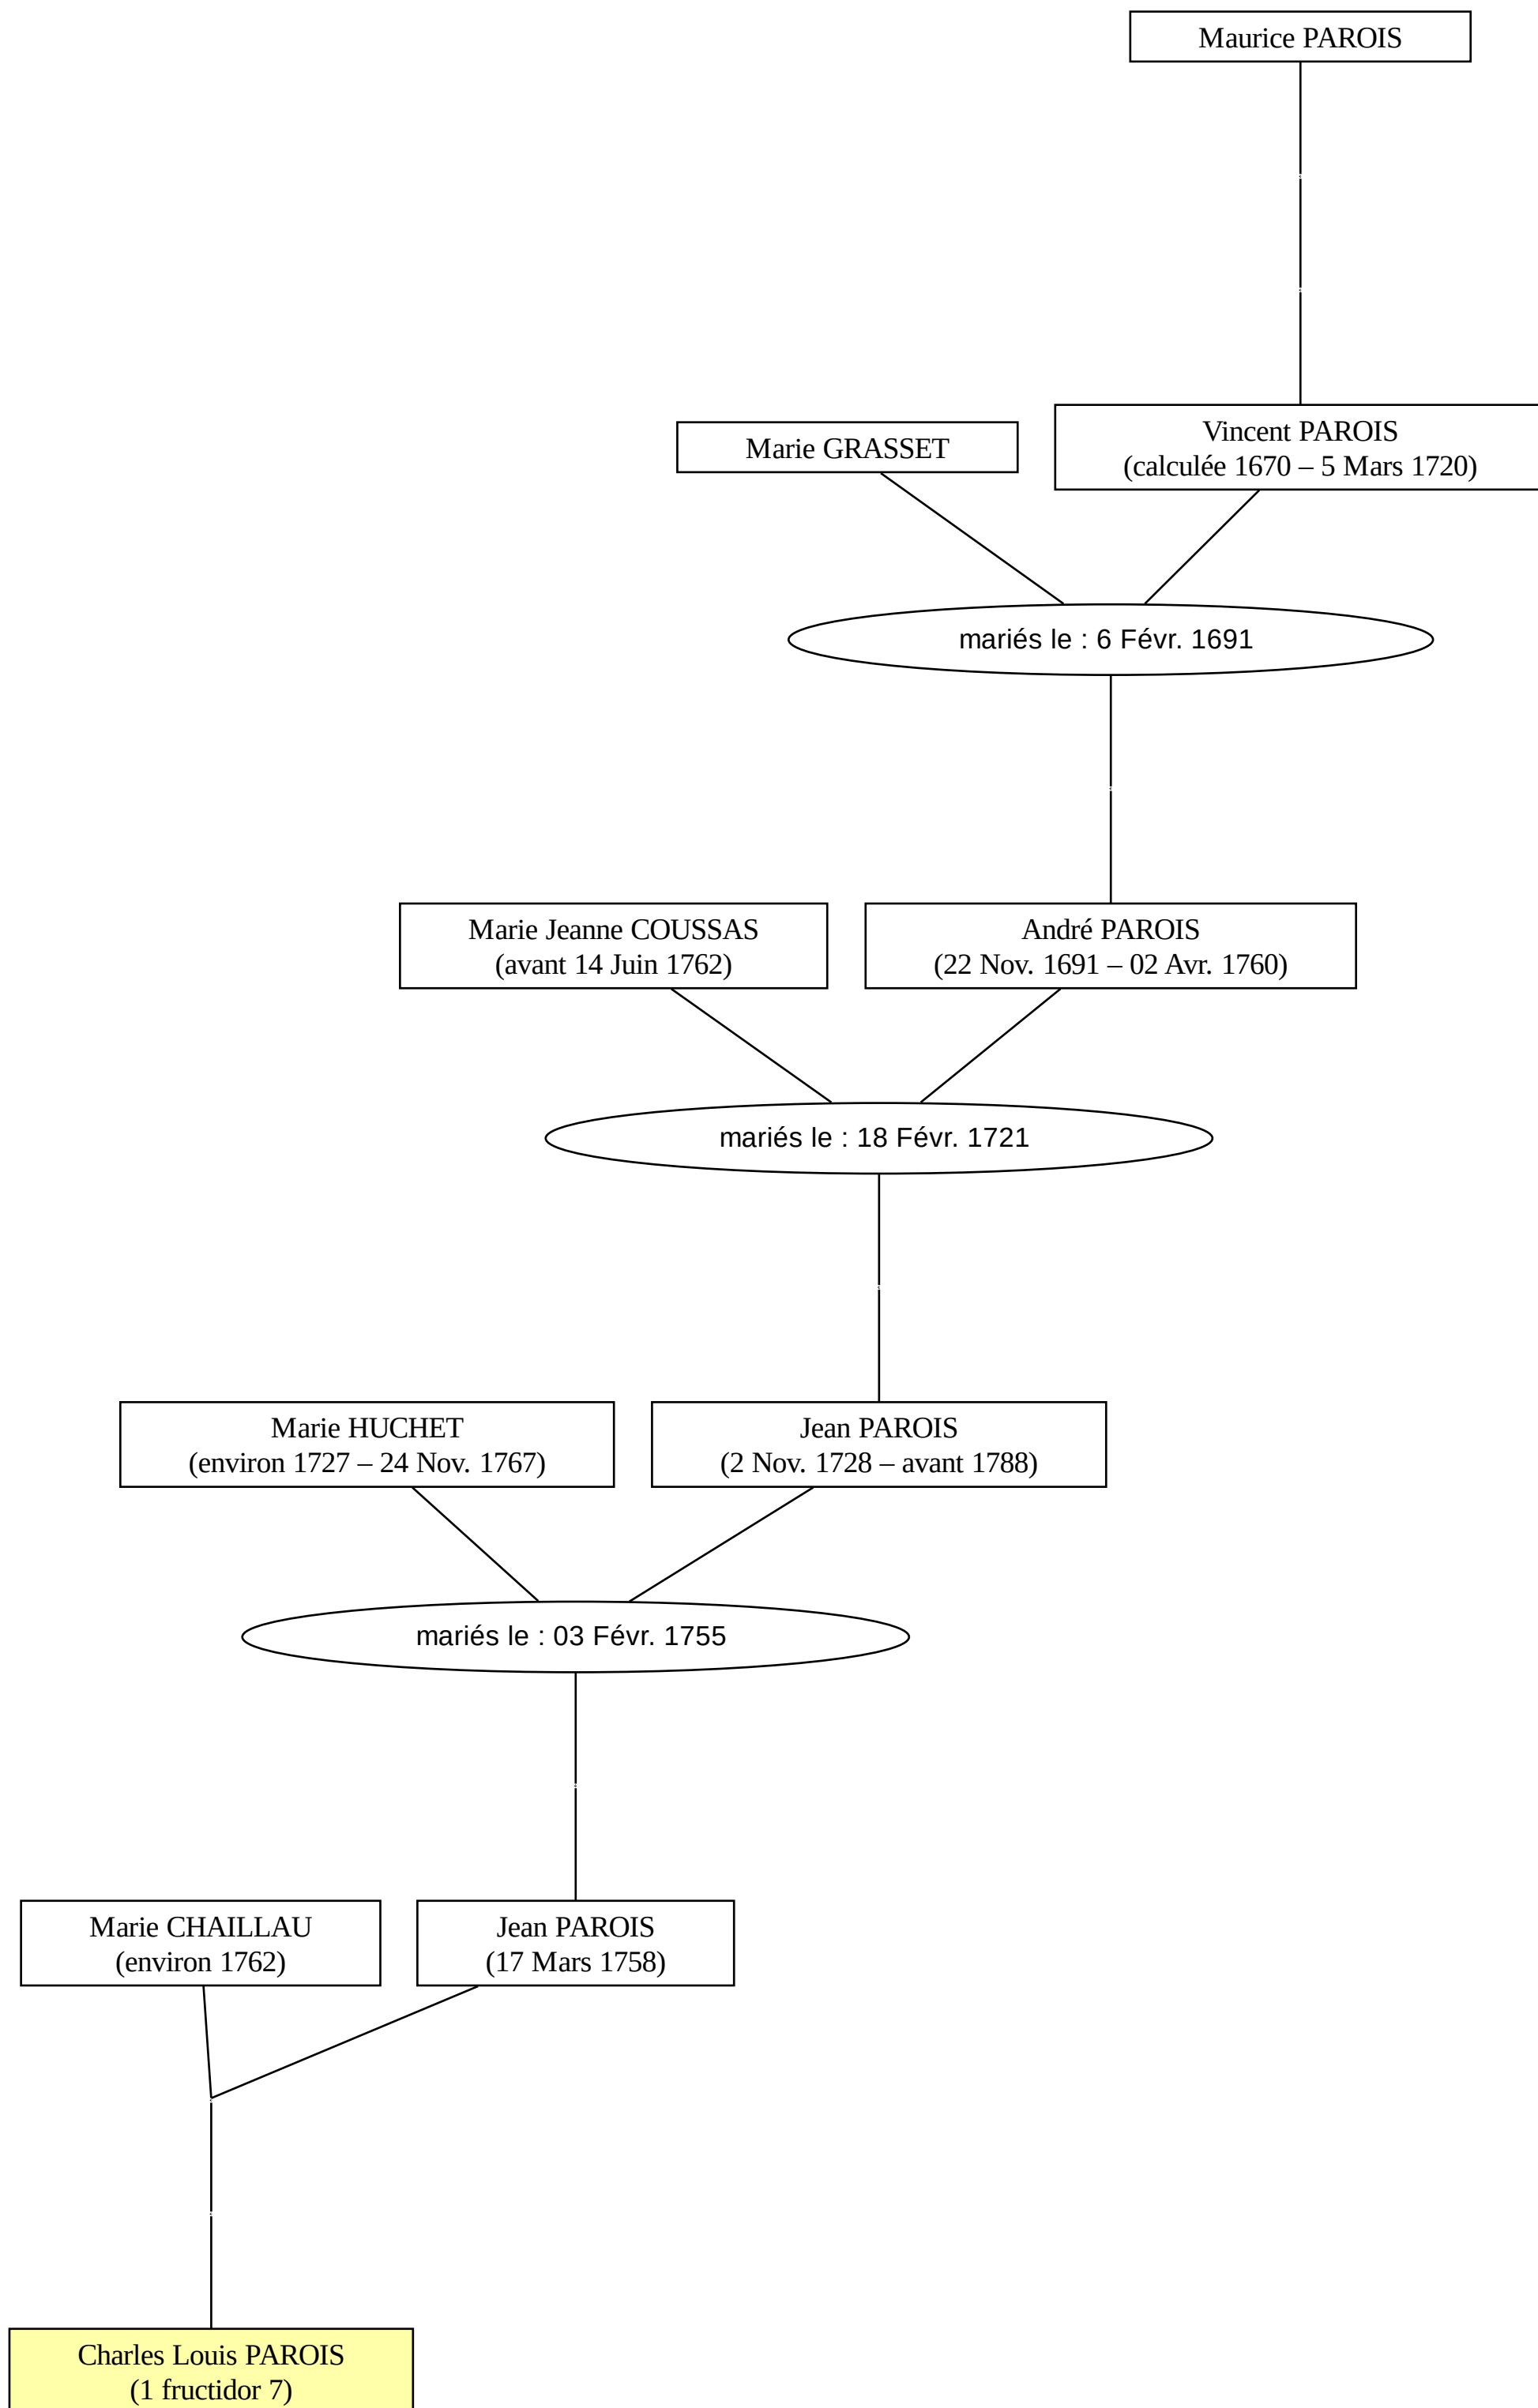 Maurice PAROIS
Marie GRASSET
Vincent PAROIS
(calculée 1670 – 5 Mars 1720)
mariés le : 6 Févr. 1691
Marie Jeanne COUSSAS
(avant 14 Juin 1762)
André PAROIS
(22 Nov. 1691 – 02 Avr. 1760)
mariés le : 18 Févr. 1721
Marie HUCHET
(environ 1727 – 24 Nov. 1767)
Jean PAROIS
(2 Nov. 1728 – avant 1788)
mariés le : 03 Févr. 1755
Marie CHAILLAU
(environ 1762)
Jean PAROIS
(17 Mars 1758)
Charles Louis PAROIS
(1 fructidor 7)